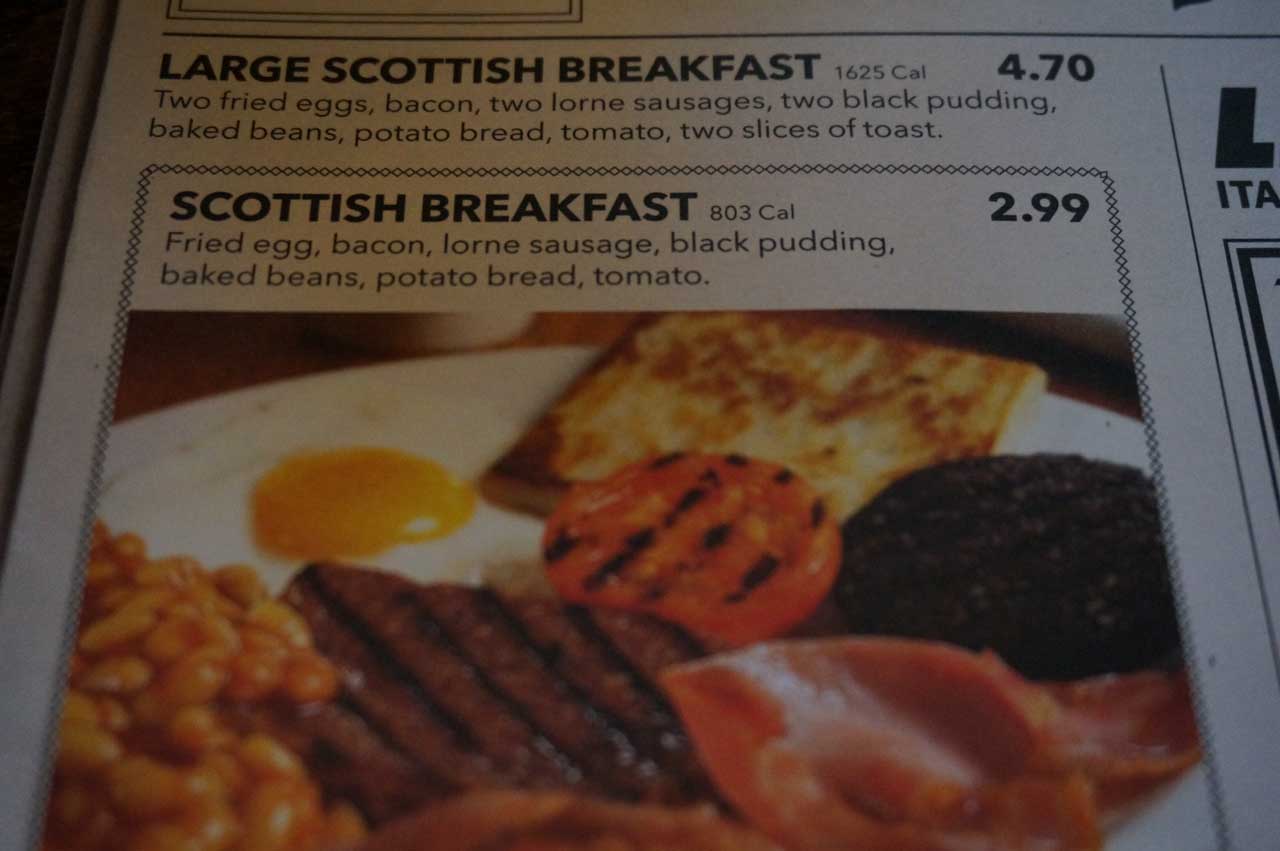 LARGE SCOTTISH BREAKFAST 1625 Cal 4.70
Two fried eggs, bacon, two lorne sausages, two black pudding,
baked beans, potato bread, tomato, two slices of toast.
SCOTTISH BREAKFAST 803 Cal 2.99
Fried egg, bacon, lorne sausage, black pudding,
baked beans, potato bread, tomato.
L
ITA